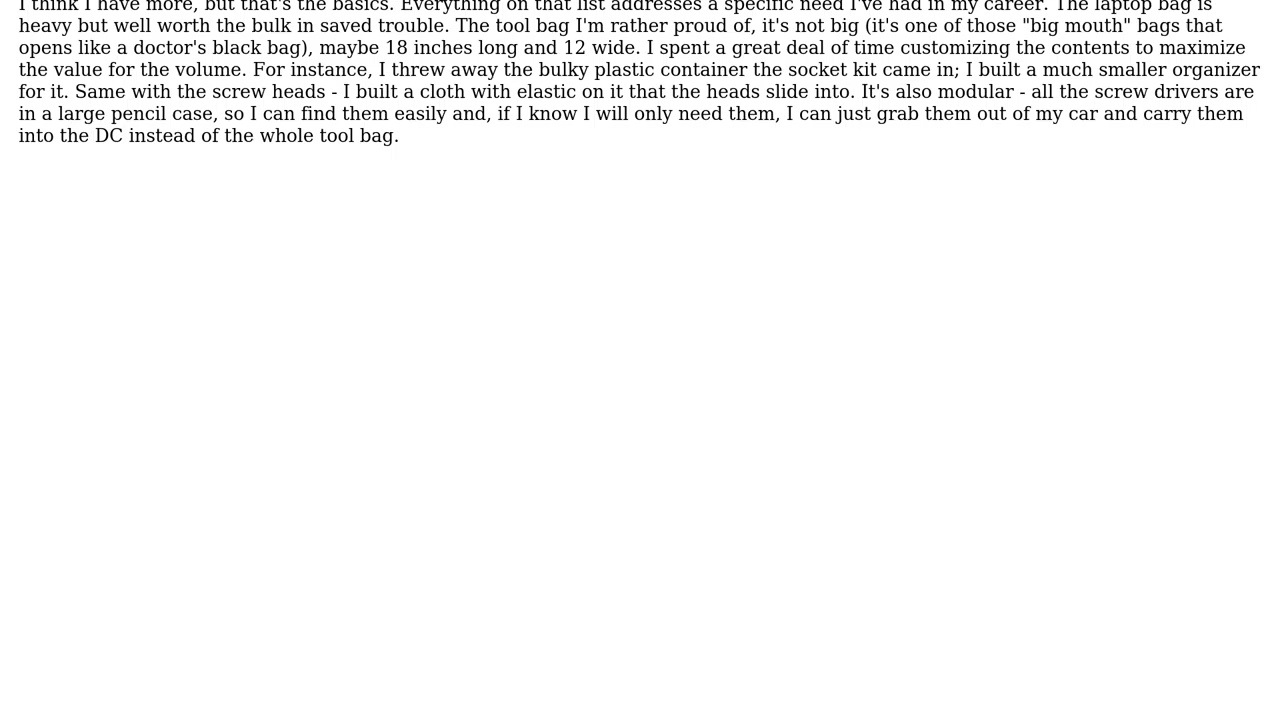 I think I have more, but that's the basics. Everything on that list addresses a specific need I've had in my career. The laptop bag is
heavy but well worth the bulk in saved trouble. The tool bag I'm rather proud of, it's not big (it's one of those "big mouth" bags that
opens like a doctor's black bag), maybe 18 inches long and 12 wide. I spent a great deal of time customizing the contents to maximize
the value for the volume. For instance, I threw away the bulky plastic container the socket kit came in; I built a much smaller organizer
for it. Same with the screw heads - I built a cloth with elastic on it that the heads slide into. It's also modular - all the screw drivers are
in a large pencil case, so I can find them easily and, if I know I will only need them, I can just grab them out of my car and carry them
into the DC instead of the whole tool bag.